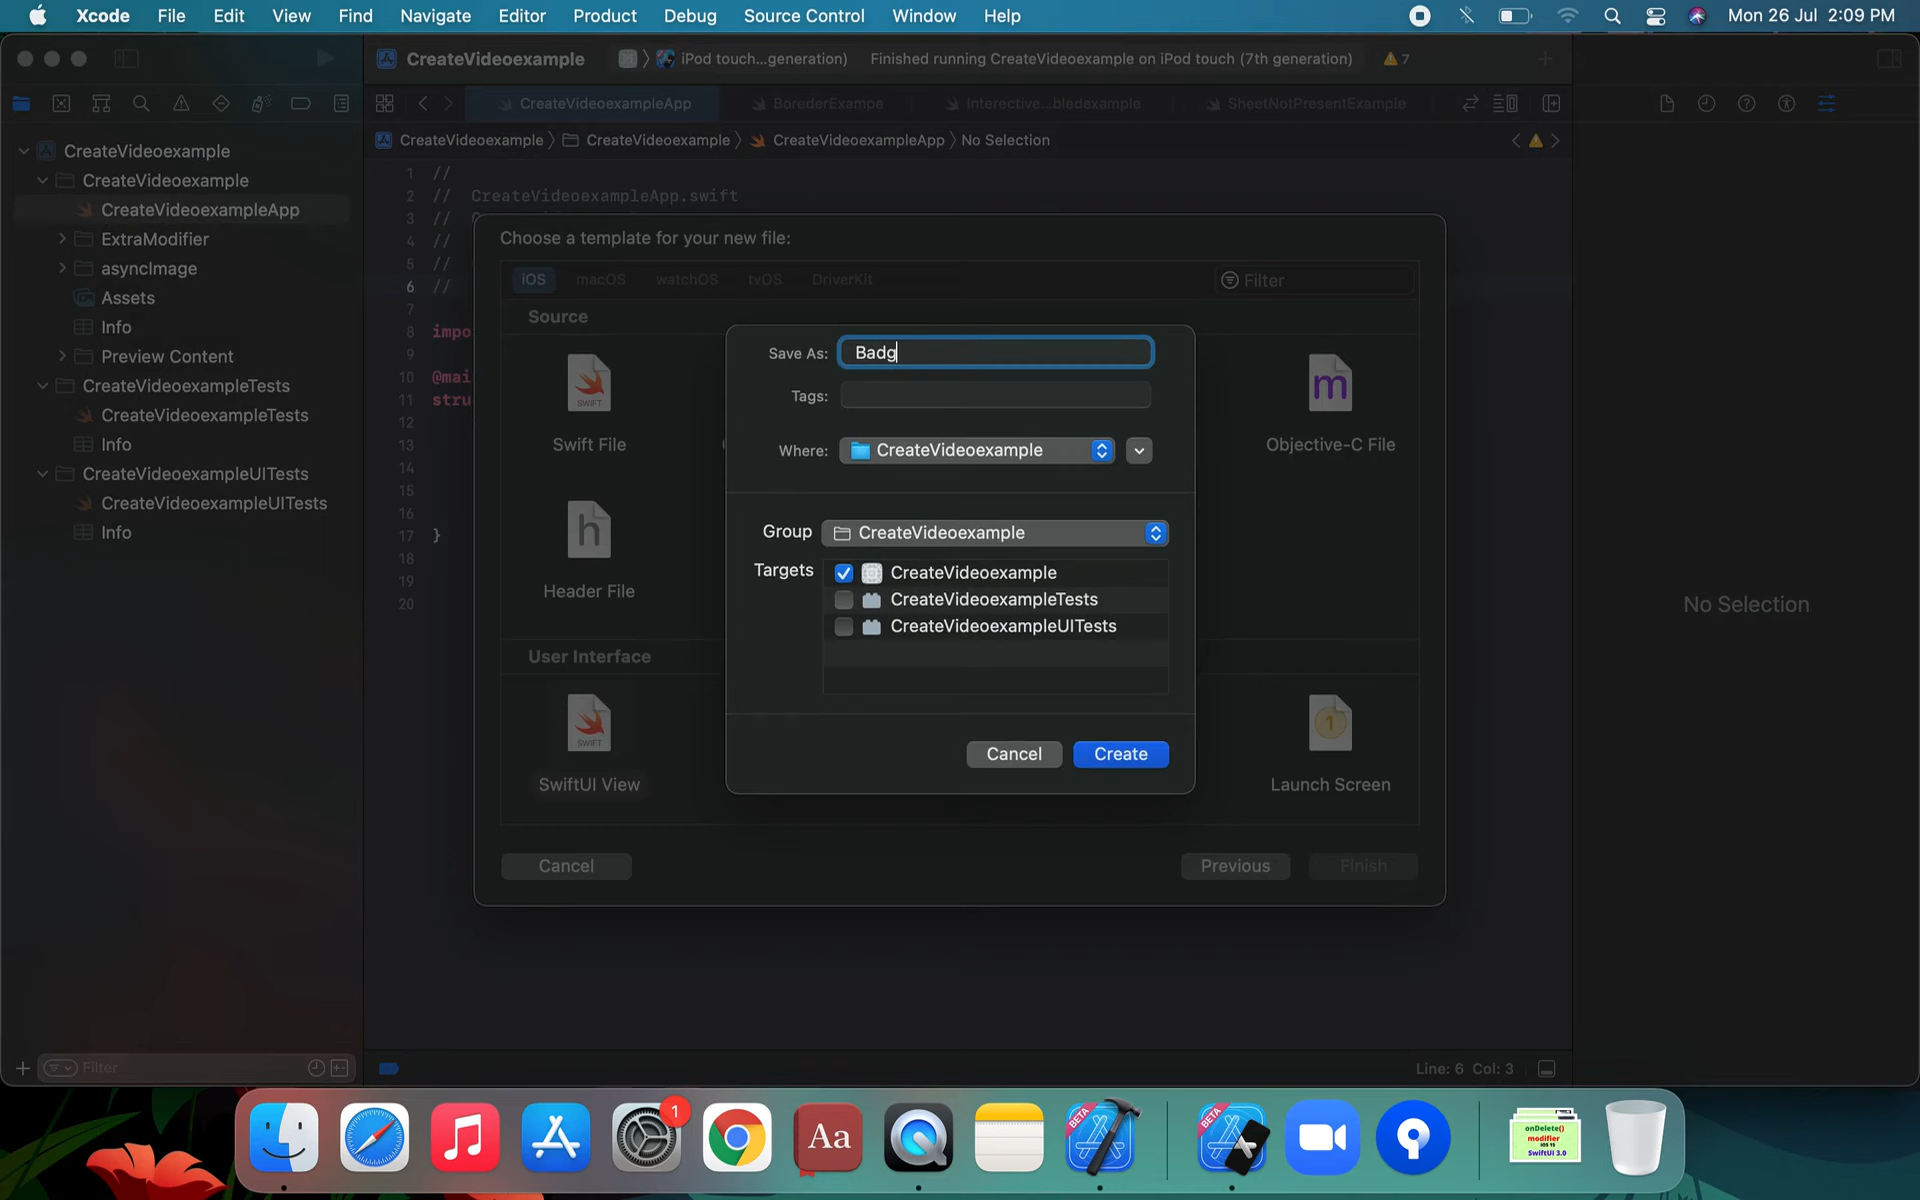 Xcode File Edit View Find Navigate Editor Product Debug Source Control Window Help Mon 26 Jul 2:09 PM
CreateVideoexample iPod touch...generation) Finished running CreateVideoexample on iPod touch (7th generation) 7
CreateVideoexampleApp BorederExampe Interective...bledexample SheetNotPresentExample
CreateVideoexample CreateVideoexample CreateVideoexampleApp No Selection
CreateVideoexample
CreateVideoexample
CreateVideoexampleApp
ExtraModifier
asyncImage
Assets
Info
Preview Content
CreateVideoexampleTests
CreateVideoexampleTests
Info
CreateVideoexampleUITests
CreateVideoexampleUITests
Info
Filter
1 //
2 // CreateVideoexampleApp.swift
3 //
4 //
5 //
6 //
7
8 impo
9
10 @mai
11 stru
12
13
14
15
16
17 }
18
19
20
Choose a template for your new file:
iOS macOS watchOS tvOS DriverKit Filter
Source
SWIFT
Swift File
m
Objective-C File
h
Header File
User Interface
SWIFT
SwiftUI View
1
Launch Screen
Cancel Previous Finish
Save As: Badg
Tags:
Where: CreateVideoexample
Group CreateVideoexample
Targets CreateVideoexample
CreateVideoexampleTests
CreateVideoexampleUITests
Cancel Create
No Selection
Line: 6 Col: 3
1
Aa
BETA
BETA
onDelete()
modifier
iOS 15
SwiftUI 3.0